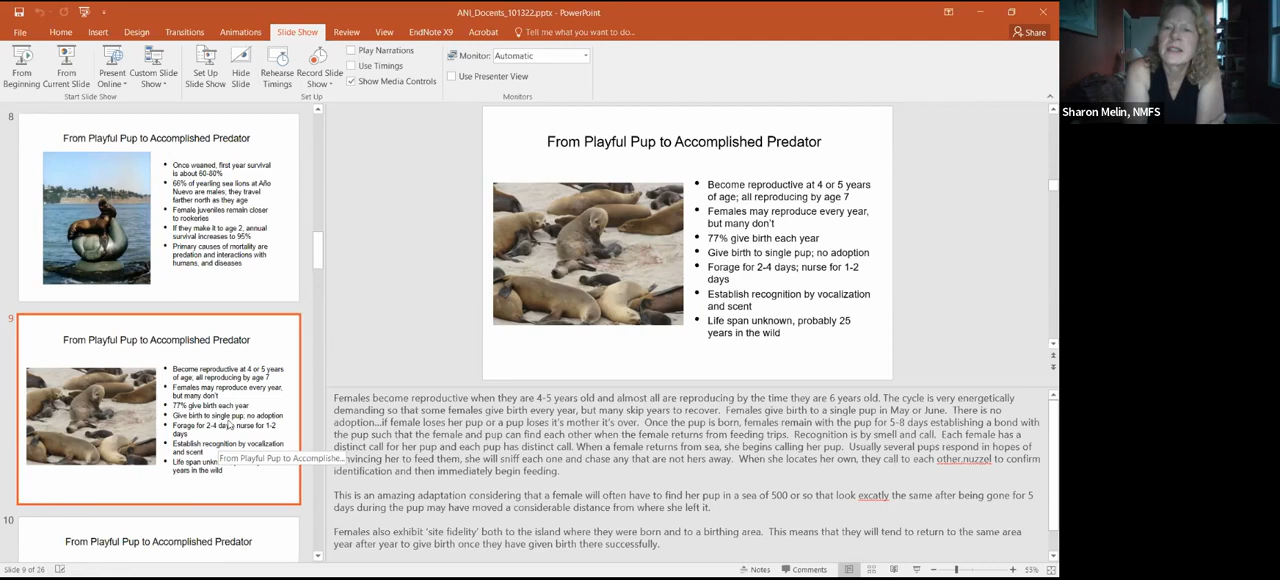 ANI_Docents_101322.pptx - PowerPoint
File Home Insert Design Transitions Animations Slide Show Review View EndNote X9 Acrobat Tell me what you want to do...
Share
From Beginning
From Current Slide
Present Online
Custom Slide Show
Set Up Slide Show
Hide Slide
Rehearse Timings
Record Slide Show
Play Narrations
Use Timings
Show Media Controls
Monitor: Automatic
Use Presenter View
Start Slide Show
Set Up
Monitors
Sharon Melin, NMFS
8
From Playful Pup to Accomplished Predator
• Once weaned, first year survival
is about 60-80%
• 66% of yearling sea lions at Año
Nuevo are males; they travel
farther north as they age
• Female juveniles remain closer
to rookeries
• If they make it to age 2, annual
survival increases to 95%
• Primary causes of mortality are
predation and interactions with
humans, and diseases
9
From Playful Pup to Accomplished Predator
• Become reproductive at 4 or 5 years
of age; all reproducing by age 7
• Females may reproduce every year,
but many don't
• 77% give birth each year
• Give birth to single pup; no adoption
• Forage for 2-4 days; nurse for 1-2
days
• Establish recognition by vocalization
and scent
• Life span
years in the wild
From Playful Pup to Accomplishe...
10
From Playful Pup to Accomplished Predator
From Playful Pup to Accomplished Predator
• Become reproductive at 4 or 5 years
of age; all reproducing by age 7
• Females may reproduce every year,
but many don't
• 77% give birth each year
• Give birth to single pup; no adoption
• Forage for 2-4 days; nurse for 1-2
days
• Establish recognition by vocalization
and scent
• Life span unknown, probably 25
years in the wild
Females become reproductive when they are 4-5 years old and almost all are reproducing by the time they are 6 years old. The cycle is very energetically
demanding so that some females give birth every year, but many skip years to recover. Females give birth to a single pup in May or June. There is no
adoption...if female loses her pup or a pup loses it's mother it's over. Once the pup is born, females remain with the pup for 5-8 days establishing a bond with
the pup such that the female and pup can find each other when the female returns from feeding trips. Recognition is by smell and call. Each female has a
distinct call for her pup and each pup has distinct call. When a female returns from sea, she begins calling her pup. Usually several pups respond in hopes of
nvincing her to feed them, she will sniff each one and chase any that are not hers away. When she locates her own, they call to each other,nuzzel to confirm
identification and then immediately begin feeding.
This is an amazing adaptation considering that a female will often have to find her pup in a sea of 500 or so that look excatly the same after being gone for 5
days during the pup may have moved a considerable distance from where she left it.
Females also exhibit 'site fidelity' both to the island where they were born and to a birthing area. This means that they will tend to return to the same area
year after year to give birth once they have given birth there successfully.
Slide 9 of 26
Notes
Comments
55%